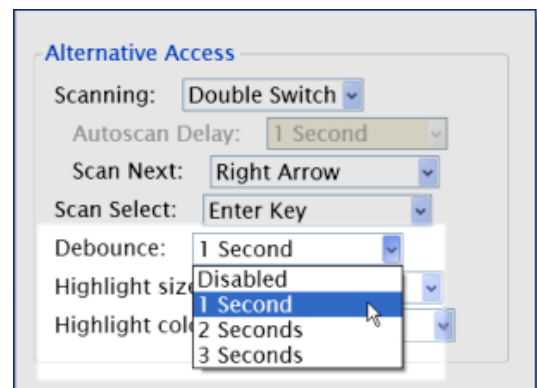 Alternative Access
Scanning: Double Switch
Autoscan Delay: 1 Second
Scan Next: Right Arrow
Scan Select: Enter Key
Debounce: 1 Second
Disabled
Highlight size
1 Second
Highlight col
2 Seconds
3 Seconds